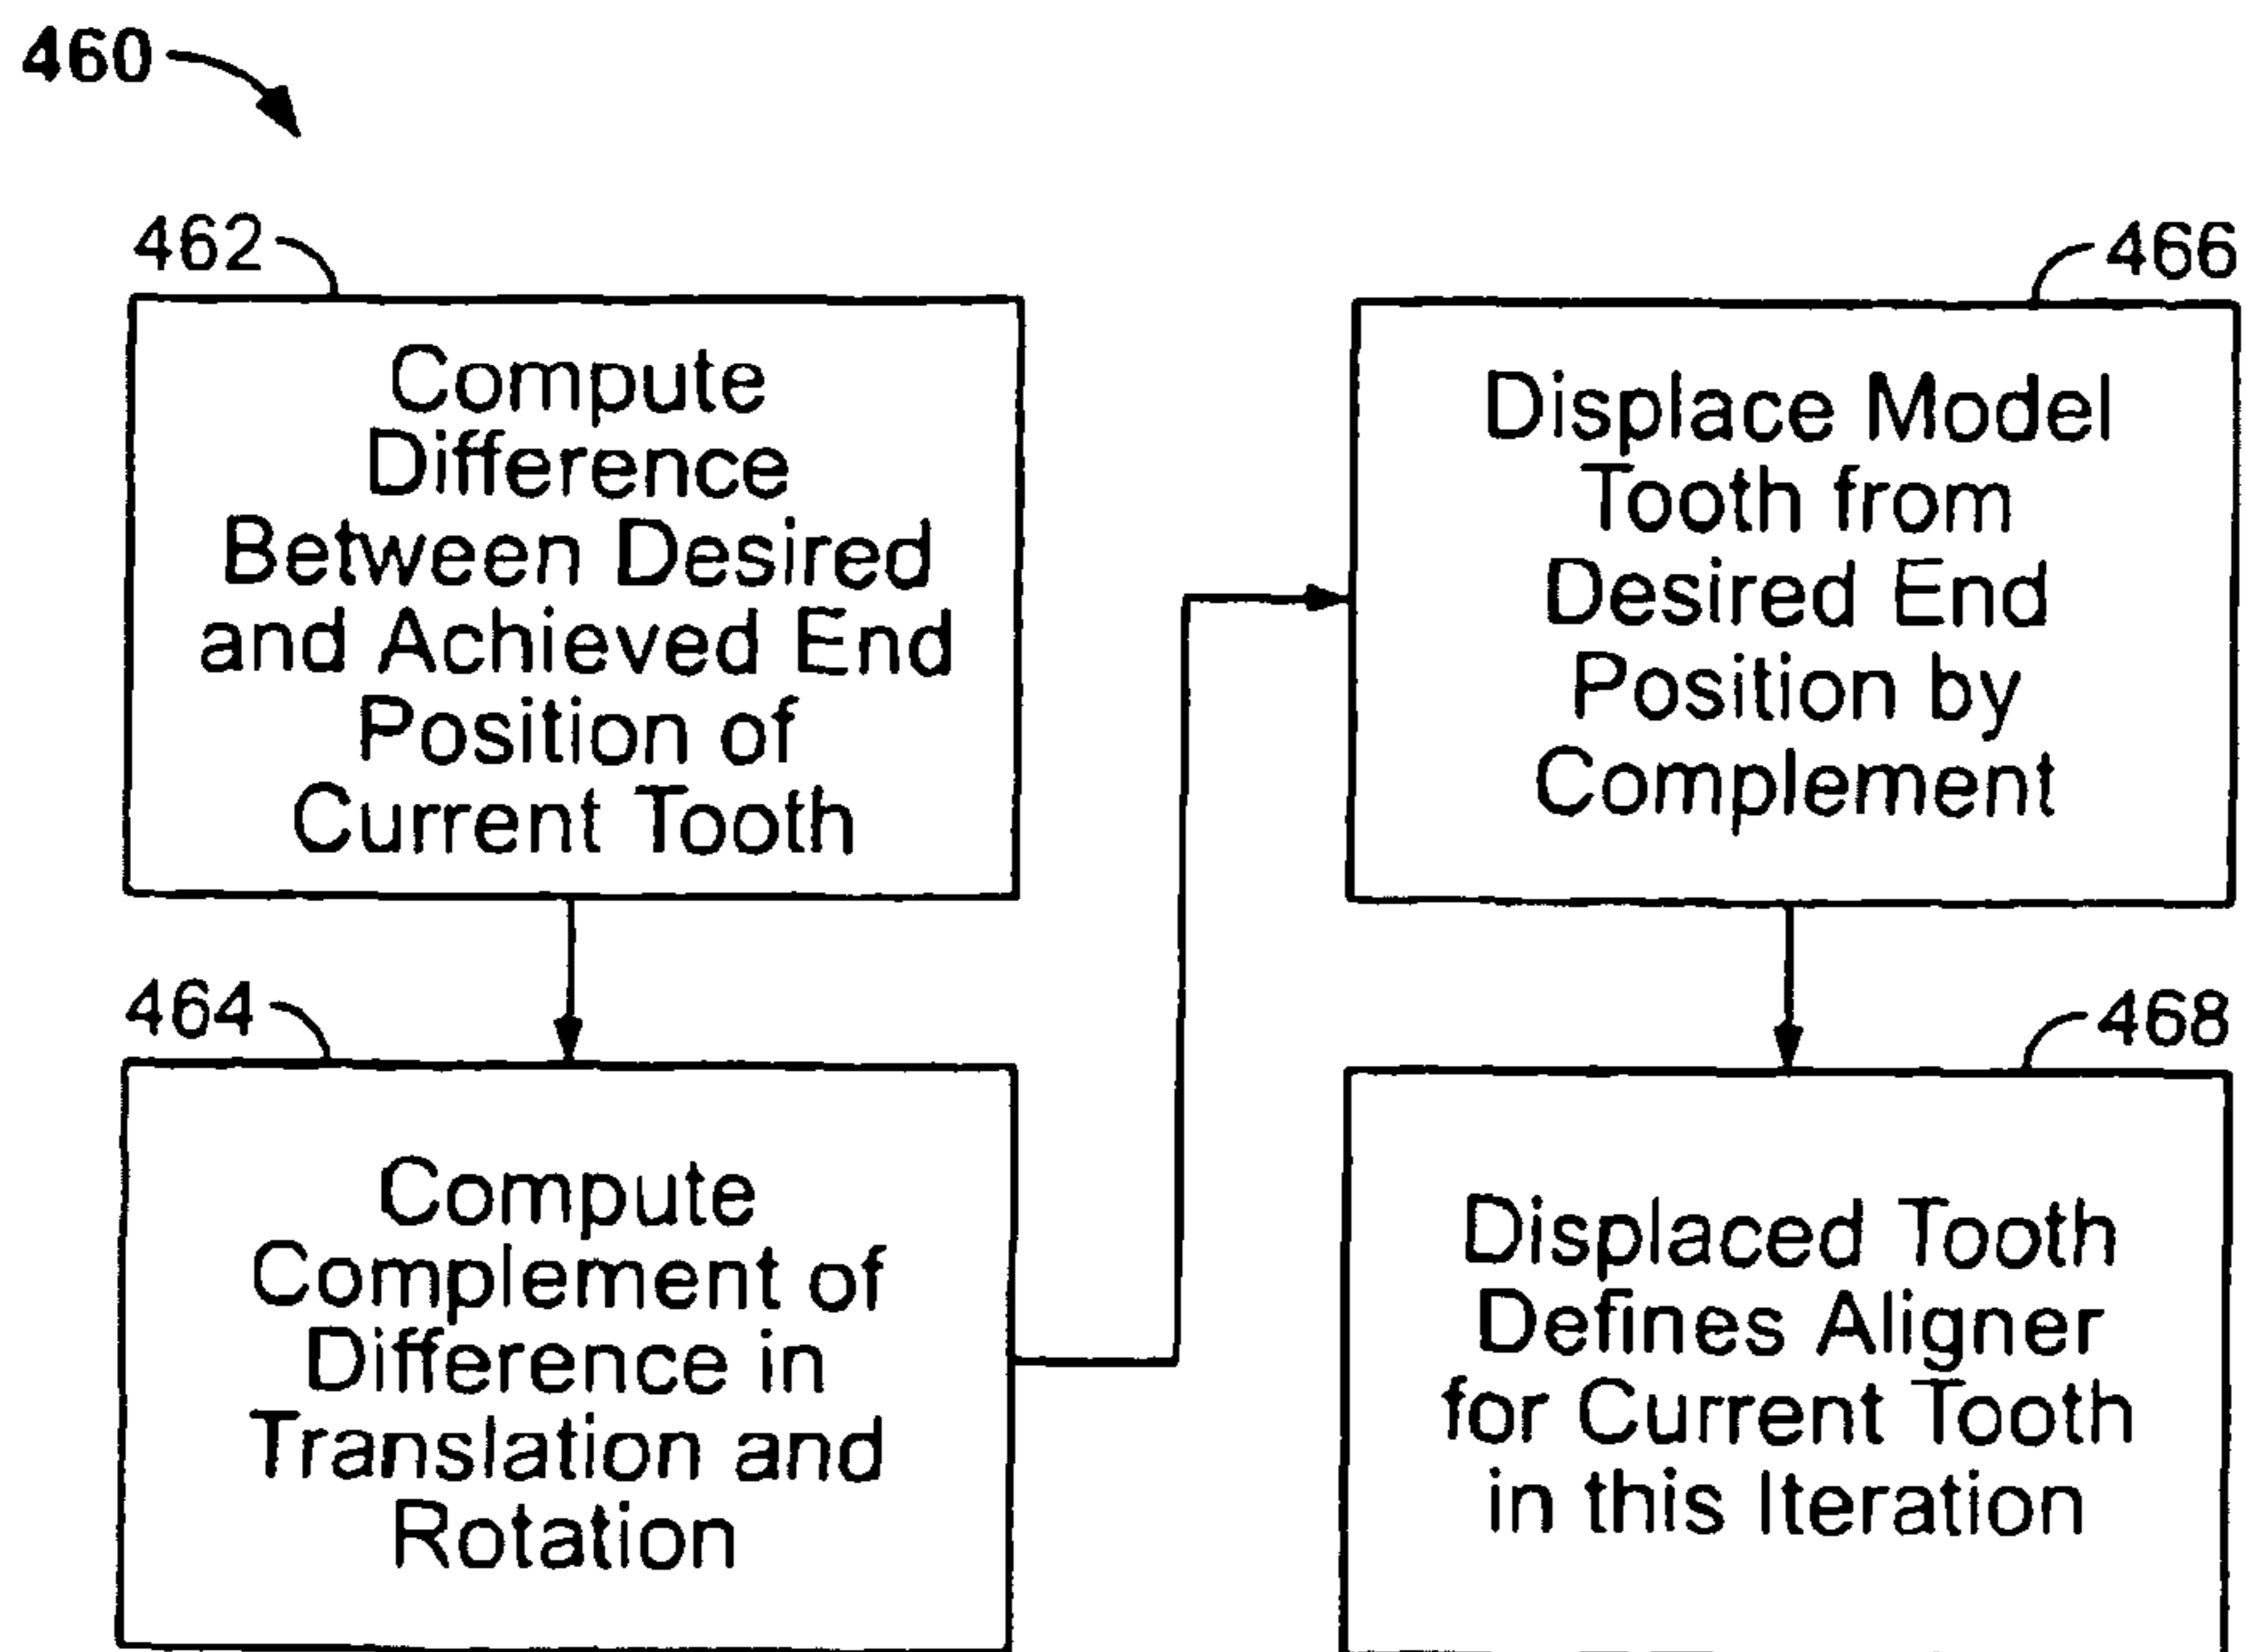 460
462
Compute
Difference
Between Desired
and Achieved End
Position of
Current Tooth
464
Compute
Complement of
Difference in
Translation and
Rotation
466
Displace Model
Tooth from
Desired End
Position by
Complement
468
Displaced Tooth
Defines Aligner
for Current Tooth
in this Iteration